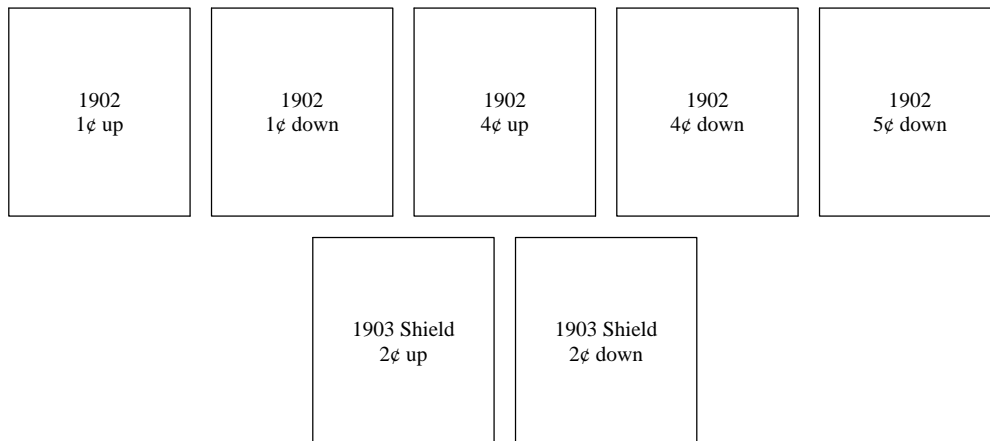 1902
1¢ up
1902
1¢ down
1902
4¢ up
1902
4¢ down
1902
5¢ down
1903 Shield
2¢ up
1903 Shield
2¢ down